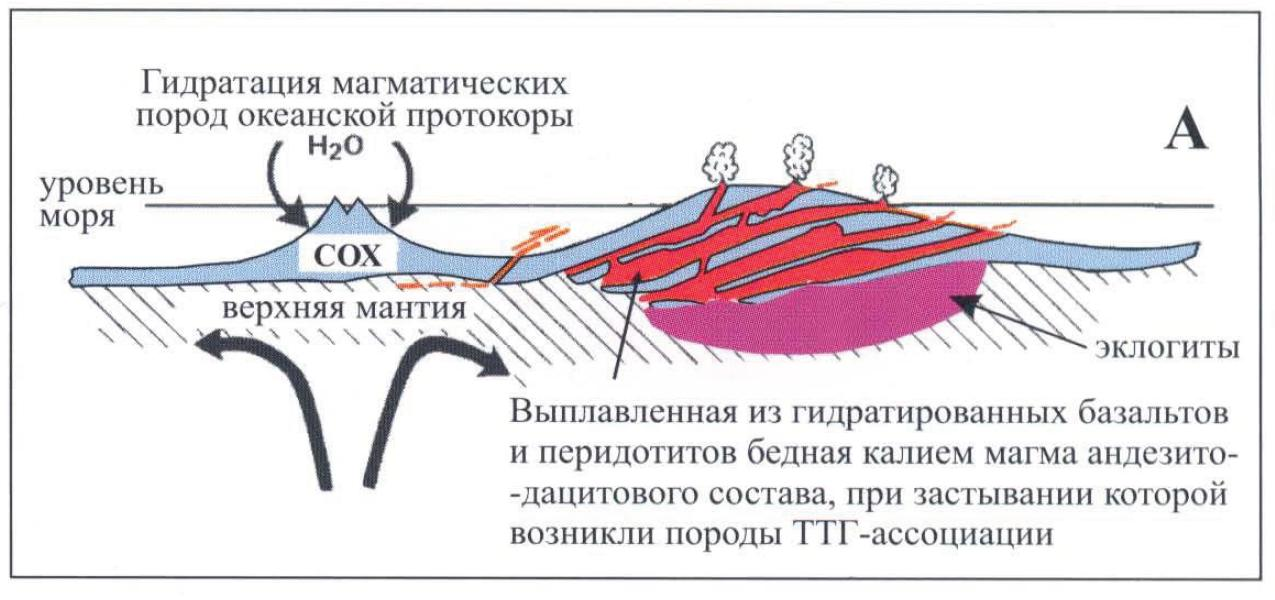 Гидратация магматических
пород океанской протокоры
H₂O
А
уровень
моря
СОХ
верхняя мантия
эклогиты
Выплавленная из гидратированных базальтов
и перидотитов бедная калием магма андезито-
-дацитового состава, при застывании которой
возникли породы ТТГ-ассоциации